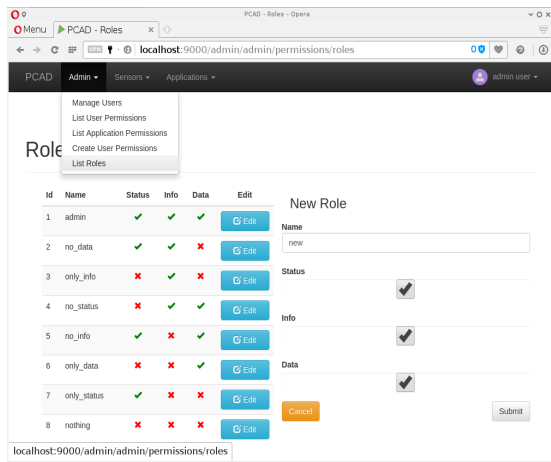 PCAD - Roles - Opera
Menu PCAD - Roles
VPN localhost:9000/admin/admin/permissions/roles 0
PCAD Admin Sensors Applications admin user
Manage Users
List User Permissions
List Application Permissions
Create User Permissions
List Roles
Role
Id Name Status Info Data Edit
New Role
1 admin Edit
Name
new
2 no_data Edit
3 only_info Edit
Status
4 no_status Edit
Info
5 no_info Edit
6 only_data Edit
Data
7 only_status Edit
Cancel Submit
8 nothing Edit
localhost:9000/admin/admin/permissions/roles